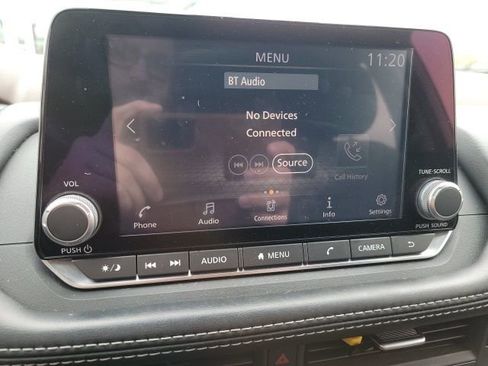 MENU 11:20
BT Audio
No Devices
Connected
Source
Call History
VOL
TUNE·SCROLL
Phone Audio Connections Info Settings
PUSH
PUSH SOUND
AUDIO MENU CAMERA